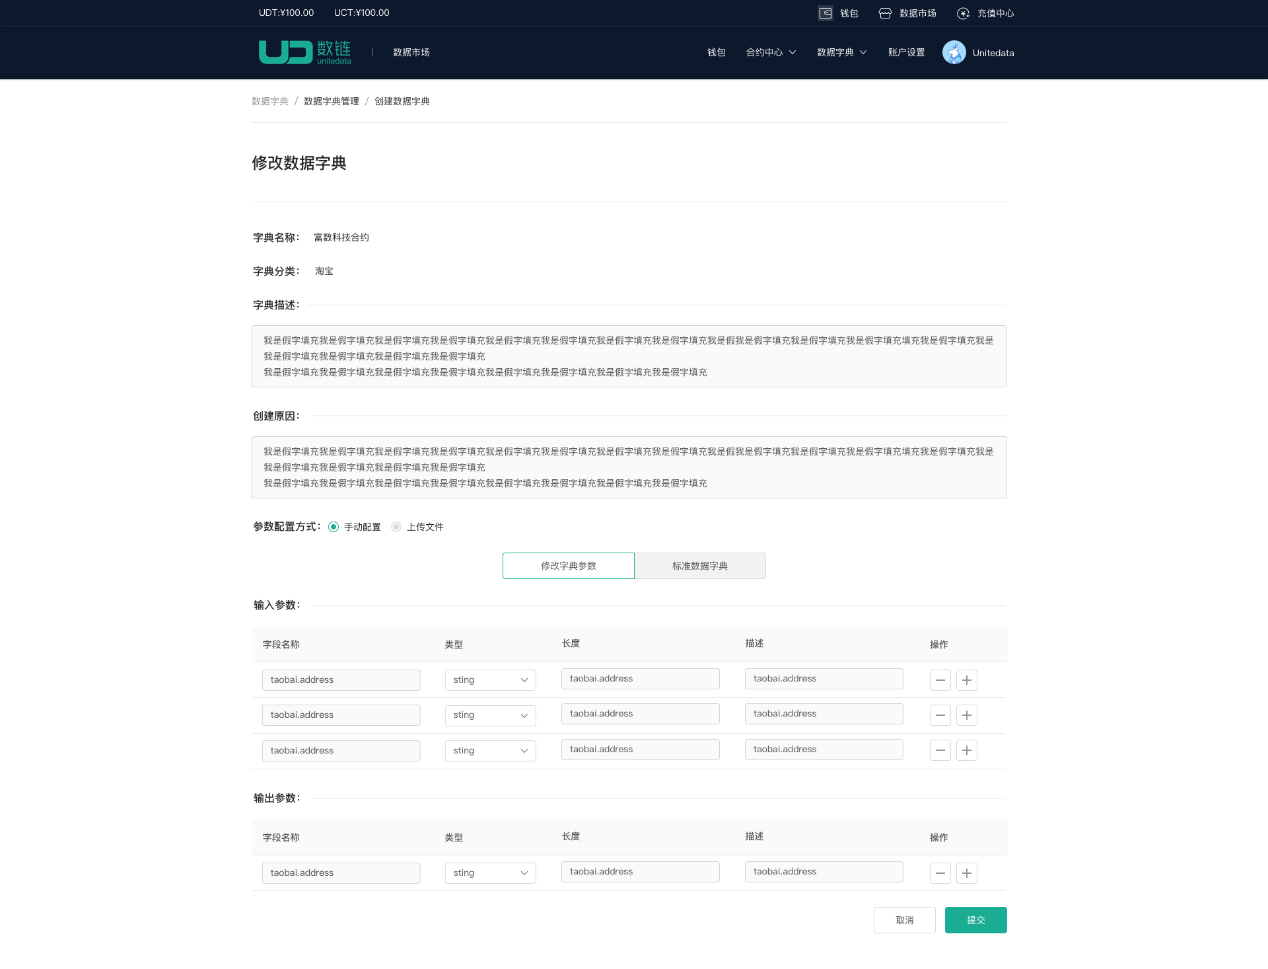 UDT:¥100.00 UCT:¥100.00 钱包 数据市场 充值中心
数链 unitedata | 数据市场 钱包 合约中心 数据字典 账户设置 Unitedata
数据字典 / 数据字典管理 / 创建数据字典
修改数据字典
字典名称： 富数科技合约
字典分类： 淘宝
字典描述：
我是假字填充我是假字填充我是假字填充我是假字填充我是假字填充我是假字填充我是假字填充我是假字填充我是假我是假字填充我是假字填充我是假字填充填充我是假字填充我是
我是假字填充我是假字填充我是假字填充我是假字填充
我是假字填充我是假字填充我是假字填充我是假字填充我是假字填充我是假字填充我是假字填充我是假字填充
创建原因：
我是假字填充我是假字填充我是假字填充我是假字填充我是假字填充我是假字填充我是假字填充我是假字填充我是假我是假字填充我是假字填充我是假字填充填充我是假字填充我是
我是假字填充我是假字填充我是假字填充我是假字填充
我是假字填充我是假字填充我是假字填充我是假字填充我是假字填充我是假字填充我是假字填充我是假字填充
参数配置方式： 手动配置 上传文件
修改字典参数 标准数据字典
输入参数：
字段名称 类型 长度 描述 操作
taobai.address sting taobai.address taobai.address
taobai.address sting taobai.address taobai.address
taobai.address sting taobai.address taobai.address
输出参数：
字段名称 类型 长度 描述 操作
taobai.address sting taobai.address taobai.address
取消 提交